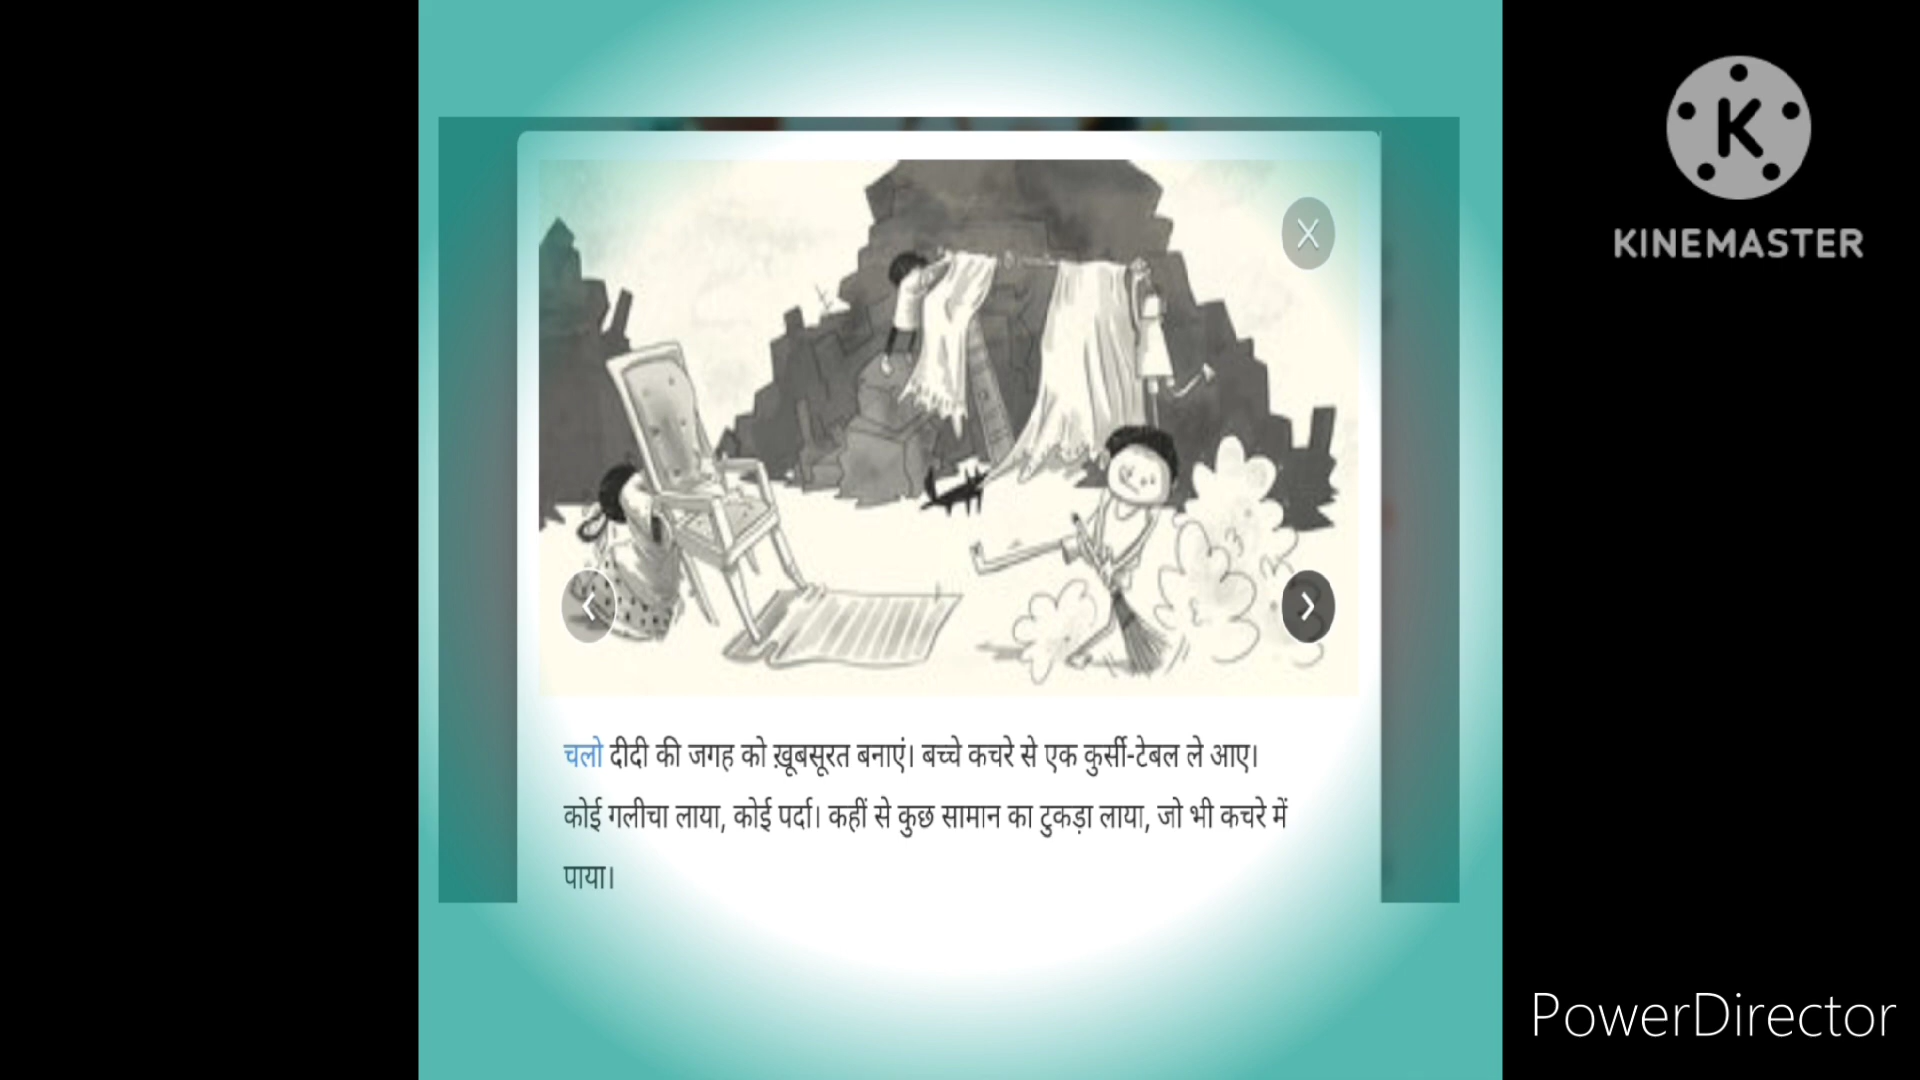 KINEMASTER
चलो दीदी की जगह को ख़ूबसूरत बनाएं। बच्चे कचरे से एक कुर्सी-टेबल ले आए।
कोई गलीचा लाया, कोई पर्दा। कहीं से कुछ सामान का टुकड़ा लाया, जो भी कचरे में
पाया।
PowerDirector